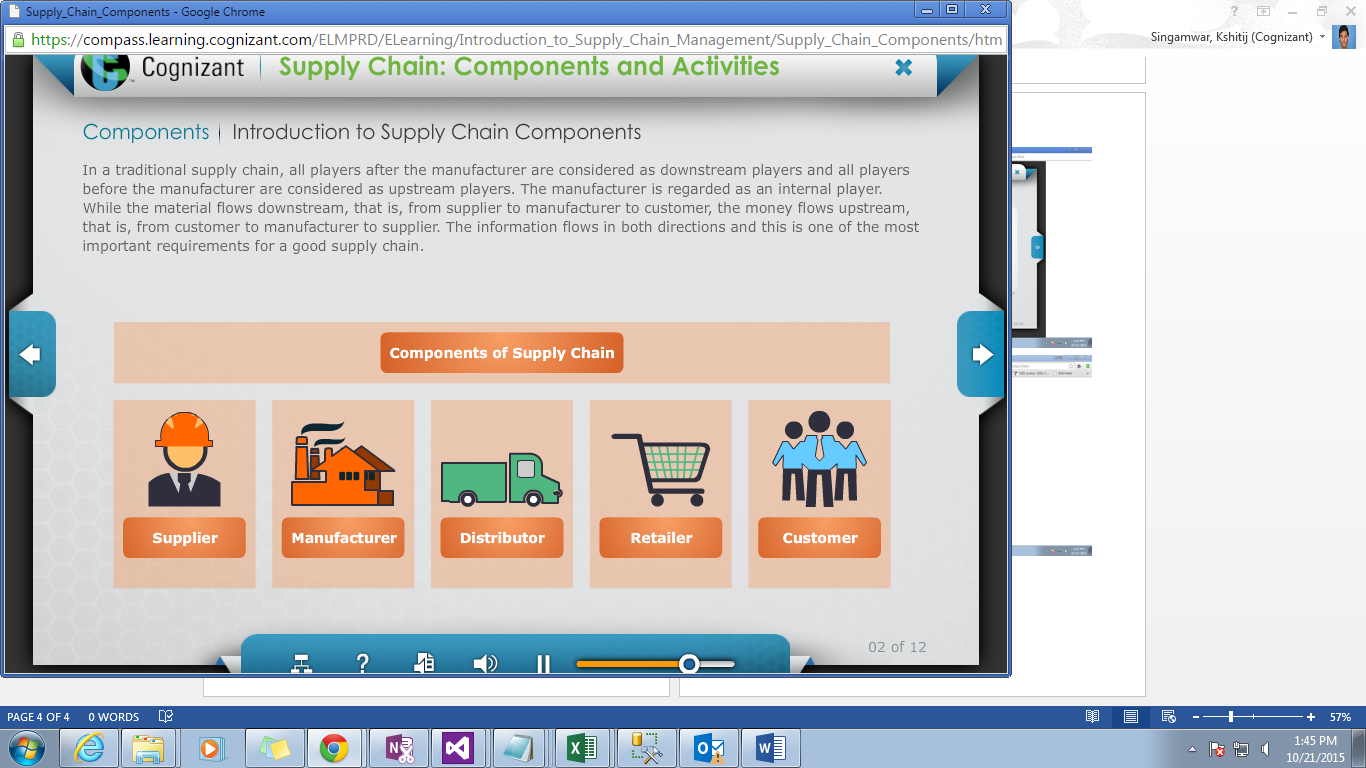 Supply_Chain_Components - Google Chrome
https://compass.learning.cognizant.com/ELMPRD/ELearning/Introduction_to_Supply_Chain_Management/Supply_Chain_Components/htm
Singamwar, Kshitij (Cognizant)
Cognizant
Supply Chain: Components and Activities
Components | Introduction to Supply Chain Components
In a traditional supply chain, all players after the manufacturer are considered as downstream players and all players
before the manufacturer are considered as upstream players. The manufacturer is regarded as an internal player.
While the material flows downstream, that is, from supplier to manufacturer to customer, the money flows upstream,
that is, from customer to manufacturer to supplier. The information flows in both directions and this is one of the most
important requirements for a good supply chain.
Components of Supply Chain
Supplier
Manufacturer
Distributor
Retailer
Customer
02 of 12
PAGE 4 OF 4
0 WORDS
57%
1:45 PM
10/21/2015